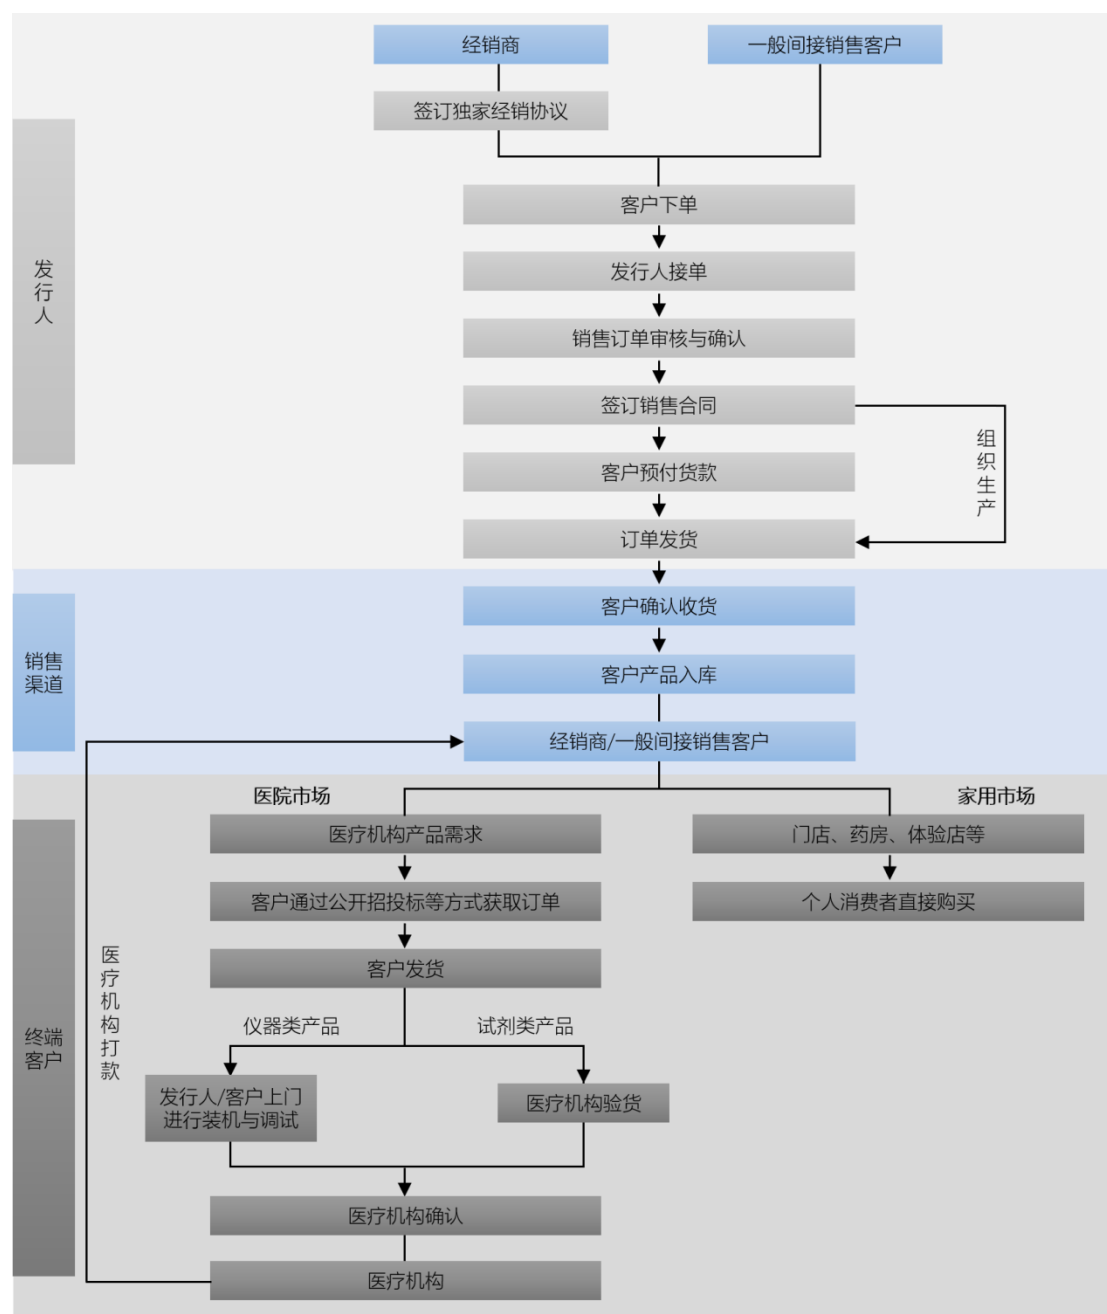 经销商
一般间接销售客户
签订独家经销协议
发行人
客户下单
发行人接单
销售订单审核与确认
签订销售合同
组织生产
客户预付货款
订单发货
销售
渠道
客户确认收货
客户产品入库
经销商/一般间接销售客户
医院市场
家用市场
医疗机构产品需求
门店、药房、体验店等
客户通过公开招投标等方式获取订单
个人消费者直接购买
医疗机构打款
客户发货
终端
客户
仪器类产品
试剂类产品
发行人/客户上门
进行装机与调试
医疗机构验货
医疗机构确认
医疗机构